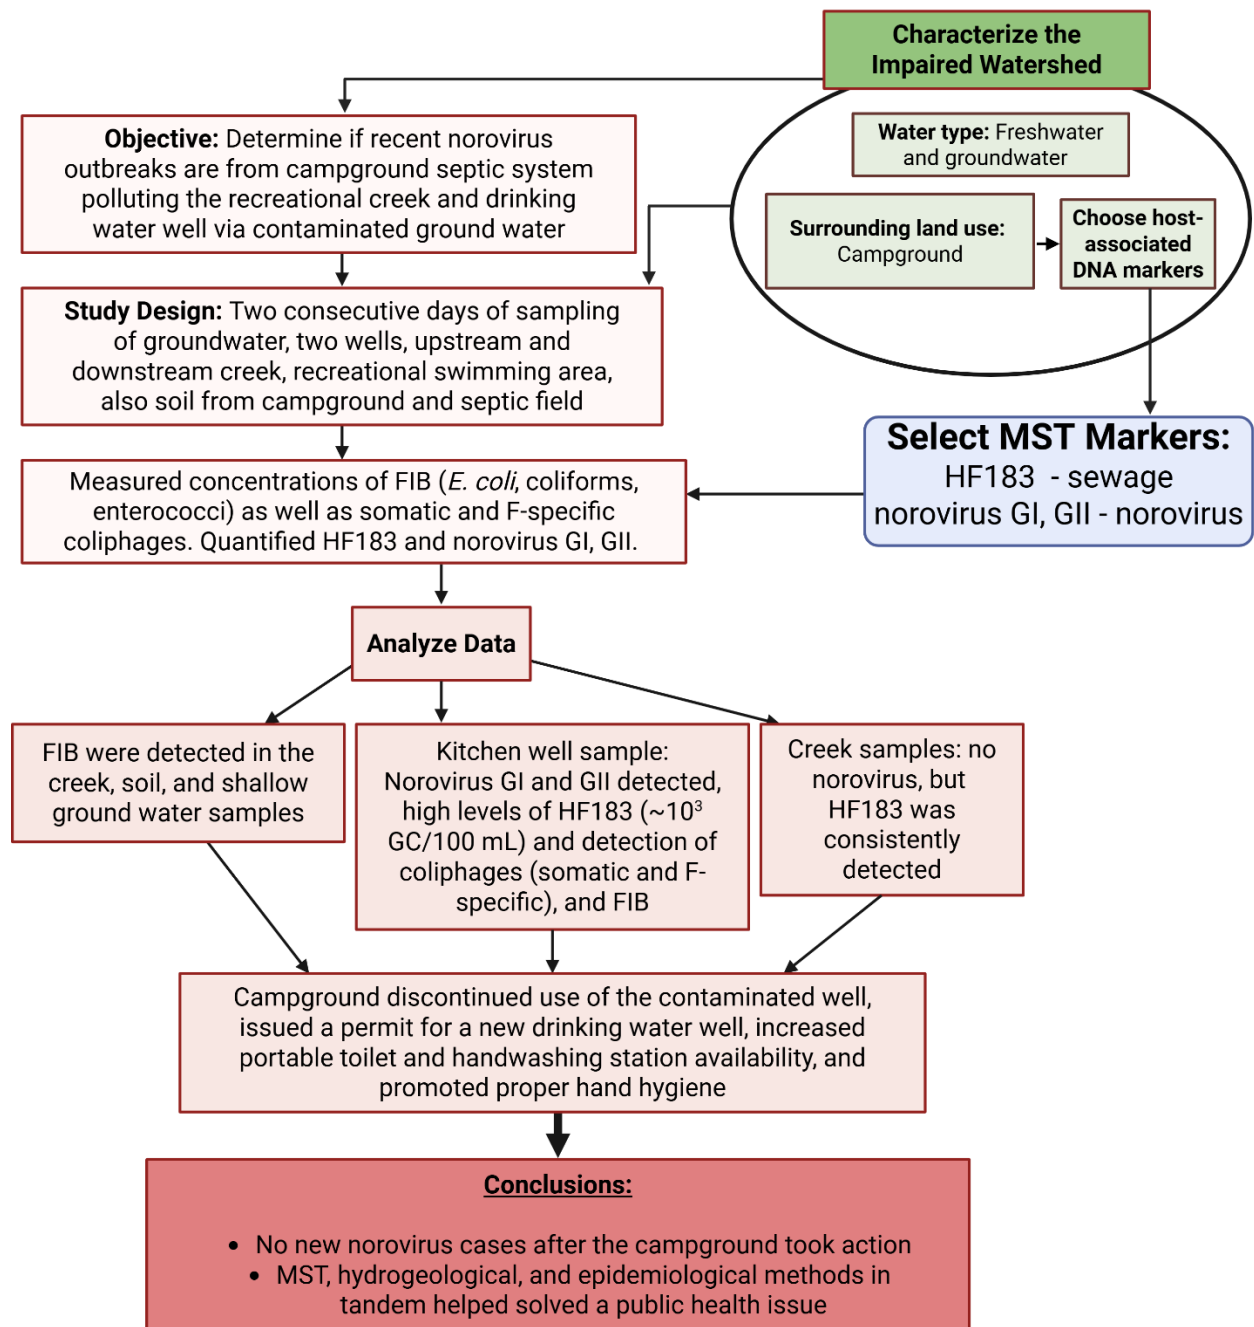 Characterize the
Impaired Watershed
Water type: Freshwater
and groundwater
Surrounding land use:
Campground
Choose host-
associated
DNA markers
Objective: Determine if recent norovirus
outbreaks are from campground septic system
polluting the recreational creek and drinking
water well via contaminated ground water
Study Design: Two consecutive days of sampling
of groundwater, two wells, upstream and
downstream creek, recreational swimming area,
also soil from campground and septic field
Select MST Markers:
HF183 - sewage
norovirus GI, GII - norovirus
Measured concentrations of FIB (E. coli, coliforms,
enterococci) as well as somatic and F-specific
coliphages. Quantified HF183 and norovirus GI, GII.
Analyze Data
FIB were detected in the
creek, soil, and shallow
ground water samples
Kitchen well sample:
Norovirus GI and GII detected,
high levels of HF183 (~10³
GC/100 mL) and detection of
coliphages (somatic and F-
specific), and FIB
Creek samples: no
norovirus, but
HF183 was
consistently
detected
Campground discontinued use of the contaminated well,
issued a permit for a new drinking water well, increased
portable toilet and handwashing station availability, and
promoted proper hand hygiene
Conclusions:
• No new norovirus cases after the campground took action
• MST, hydrogeological, and epidemiological methods in
tandem helped solved a public health issue